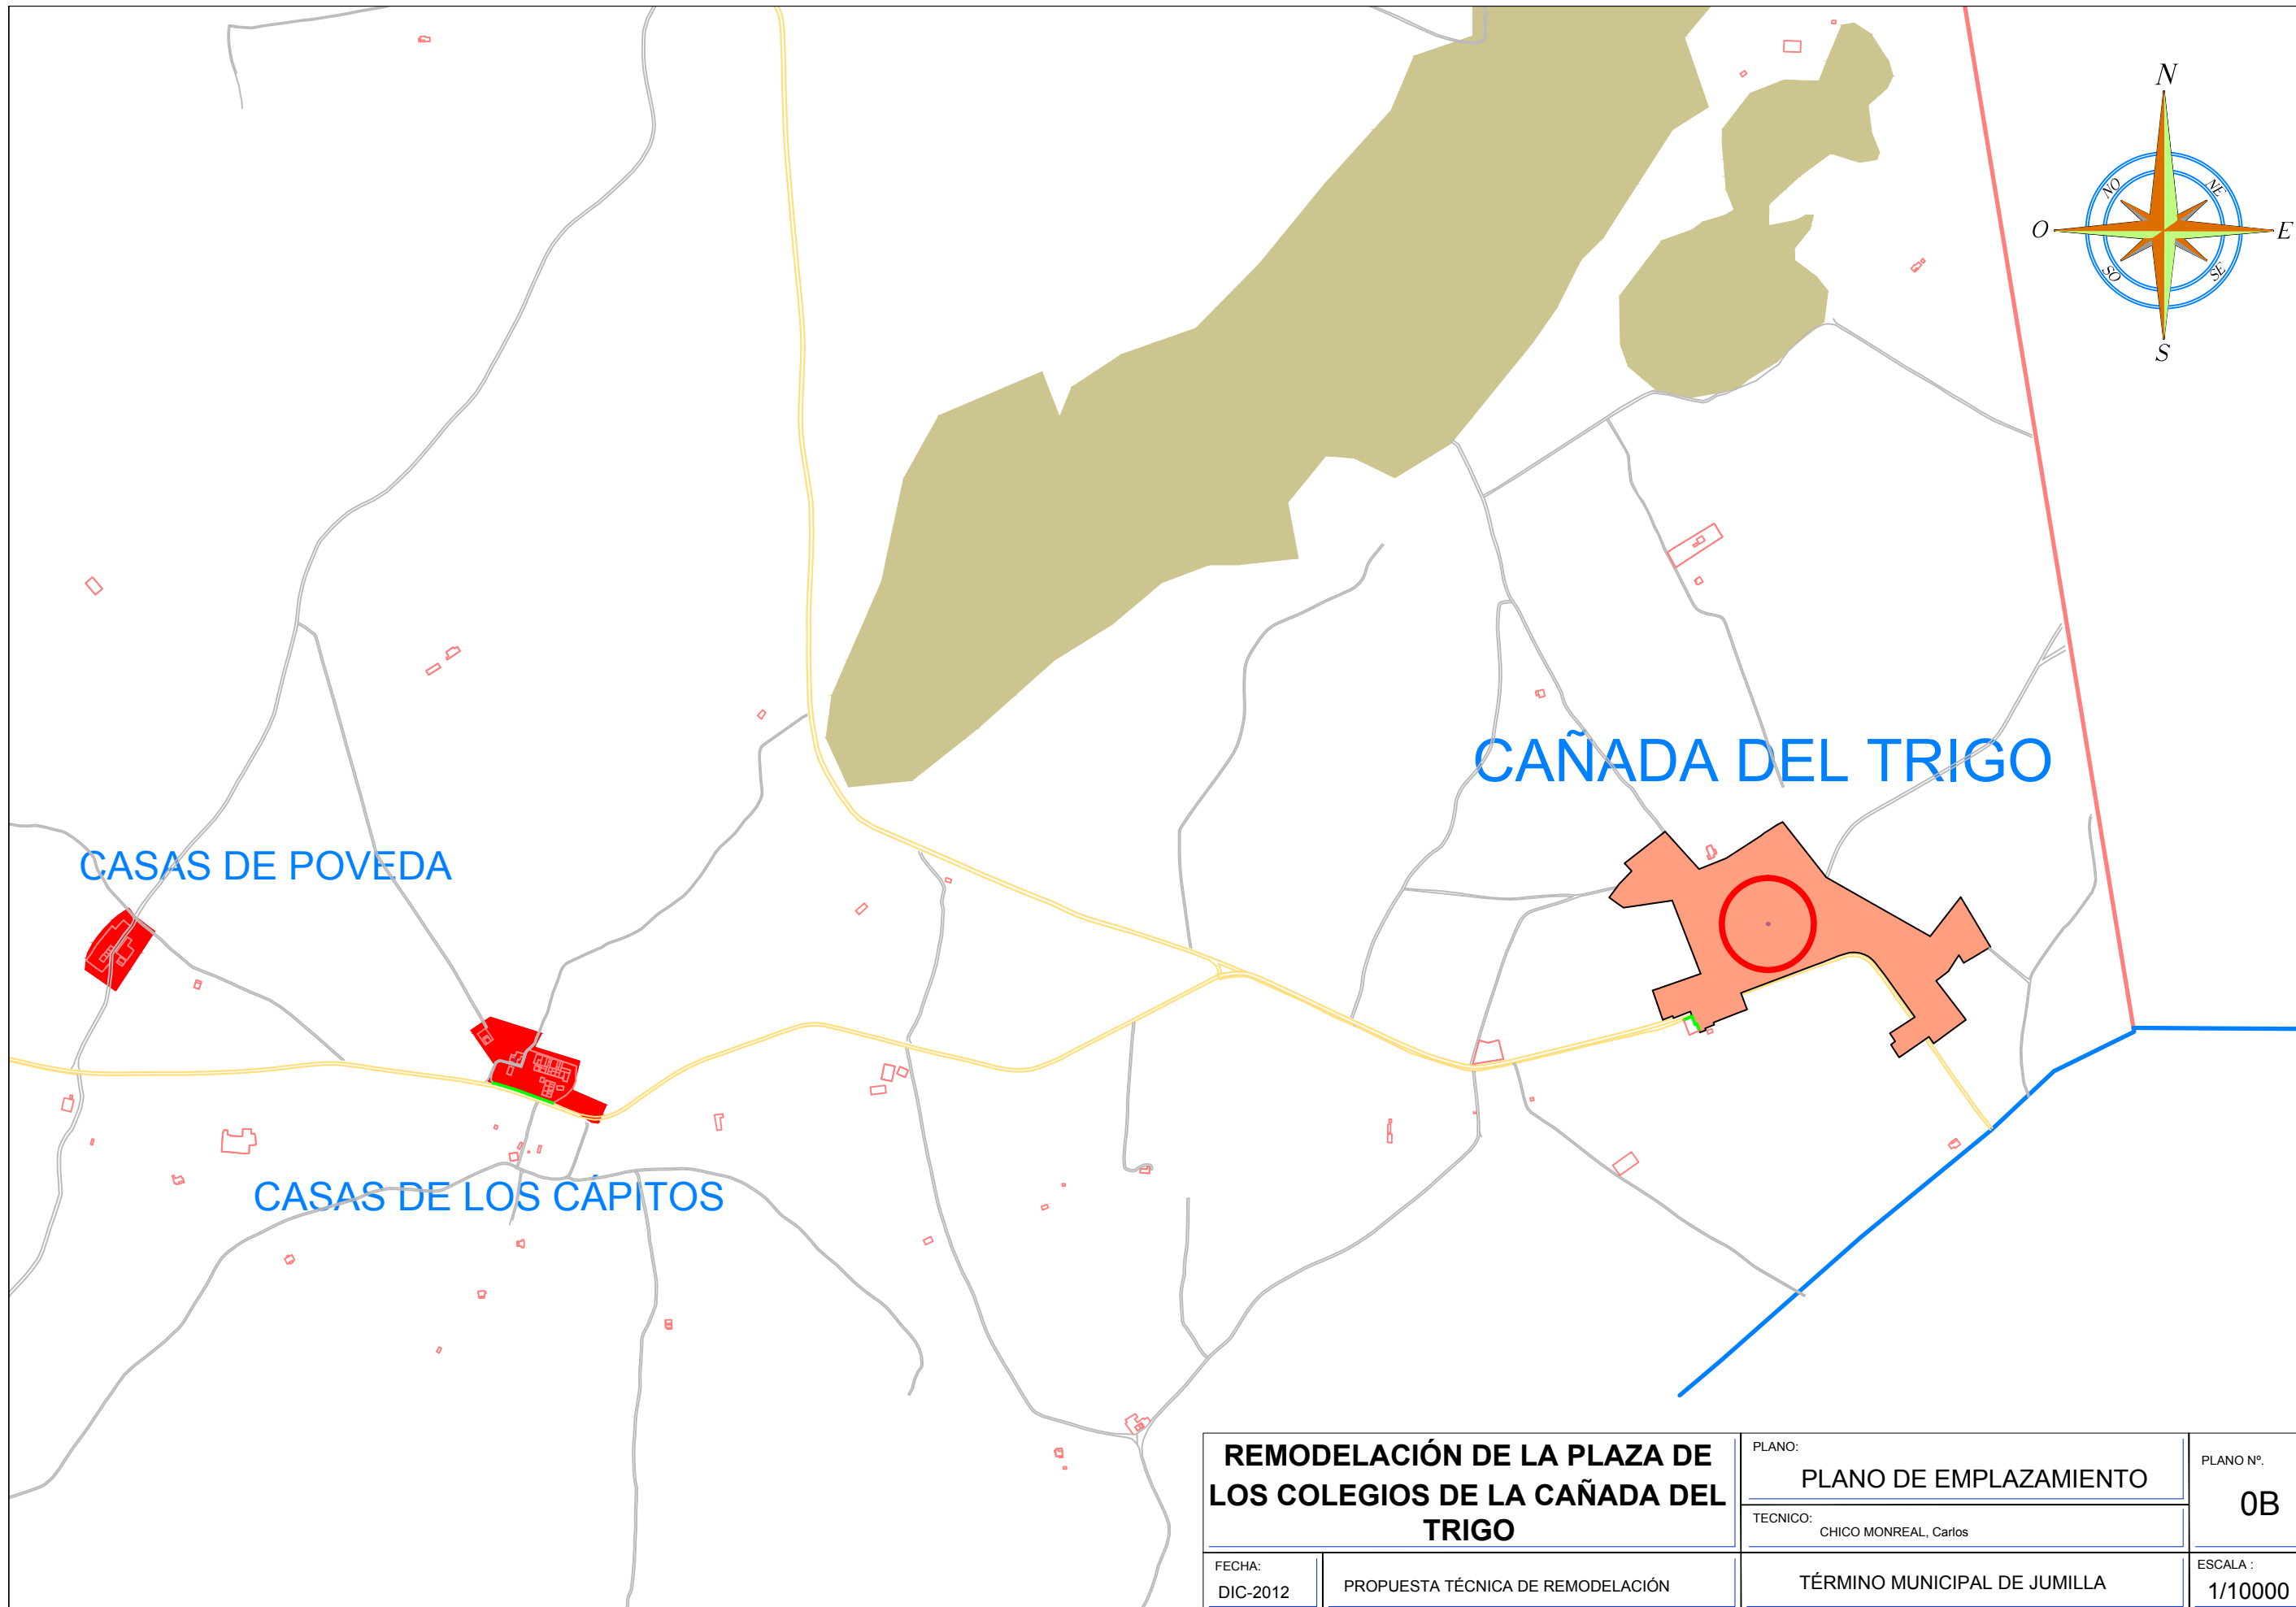 N
NO
NE
O
E
SO
SE
S
CAÑADA DEL TRIGO
CASAS DE POVEDA
CASAS DE LOS CÁPITOS
REMODELACIÓN DE LA PLAZA DE
LOS COLEGIOS DE LA CAÑADA DEL
TRIGO
PLANO:
PLANO DE EMPLAZAMIENTO
TECNICO:
CHICO MONREAL, Carlos
PLANO Nº.
0B
FECHA:
DIC-2012
PROPUESTA TÉCNICA DE REMODELACIÓN
TÉRMINO MUNICIPAL DE JUMILLA
ESCALA :
1/10000